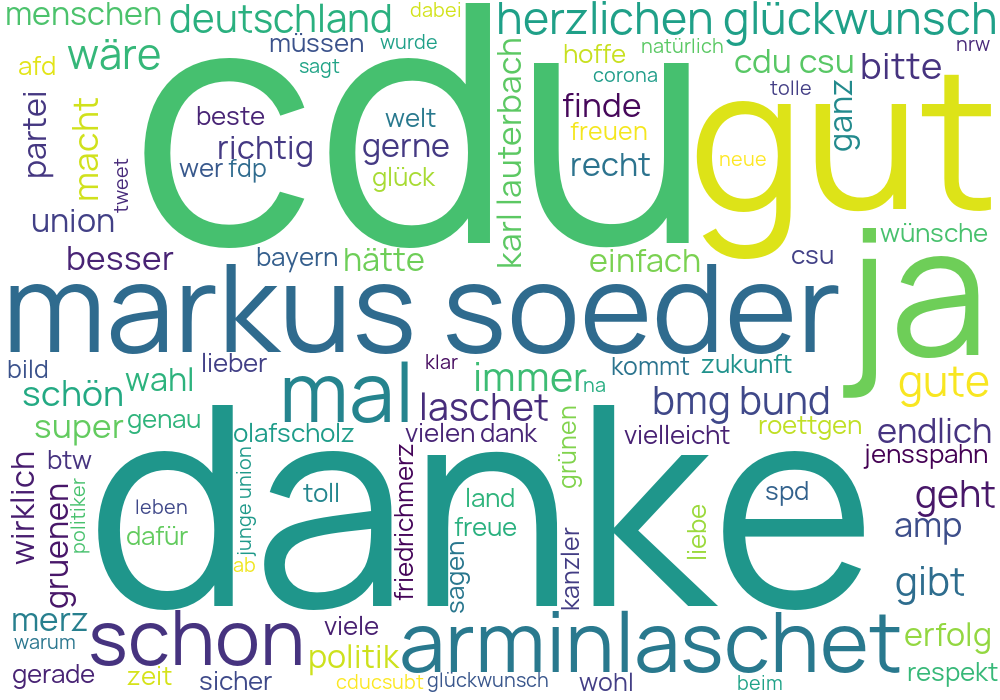 menschen
deutschland
dabei
herzlichen glückwunsch
müssen
wurde
natürlich
nrw
afd
wäre
sagt
hoffe
corona
cdu csu
bitte
tolle
cdu
gut
partei
macht
tweet
beste
welt
karl lauterbach
finde
freuen
ganz
richtig
gerne
wer fdp
glück
recht
neue
union
wünsche
besser
bayern
hätte
einfach
csu
markus soeder
ja
bild
lieber
klar
kommt
zukunft
schön
wahl
mal
immer
na
gute
super
genau
laschet
bmg bund
olafscholz
vielen dank
grünen
vielleicht
roettgen
endlich
jensspahn
wirklich
btw
gruenen
politiker
danke
leben
dafür
junge union
ab
toll
friedrichmerz
land
freue
sagen
kanzler
liebe
spd
geht
amp
gibt
merz
warum
schon
viele
arminlaschet
erfolg
gerade
zeit
sicher
politik
cducsubt
glückwunsch
wohl
beim
respekt